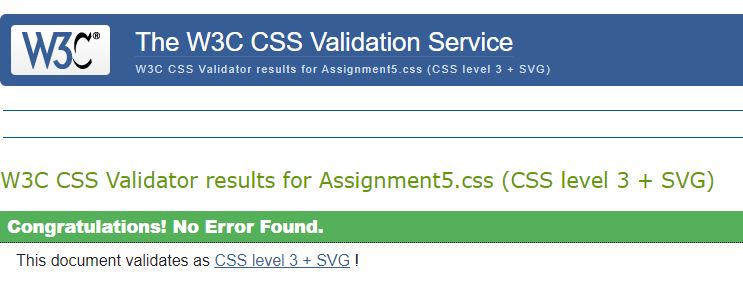 W3C®
The W3C CSS Validation Service
W3C CSS Validator results for Assignment5.css (CSS level 3 + SVG)
W3C CSS Validator results for Assignment5.css (CSS level 3 + SVG)
Congratulations! No Error Found.
This document validates as CSS level 3 + SVG !